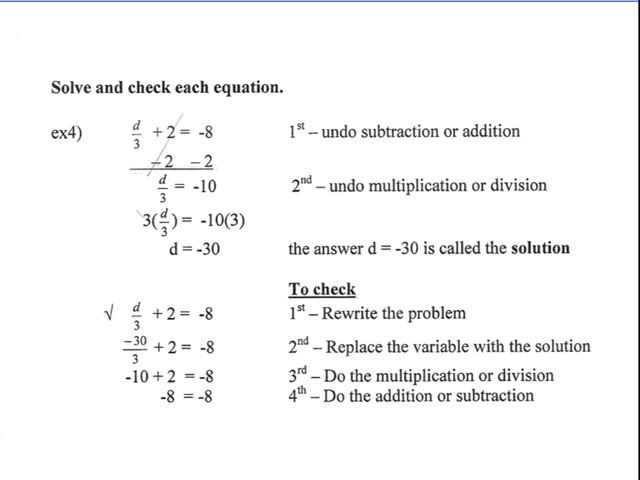 Solve and check each equation.
ex4) d/3 + 2 = -8 1st – undo subtraction or addition
–2 –2
d/3 = -10 2nd – undo multiplication or division
3(d/3) = -10(3)
d = -30 the answer d = -30 is called the solution
To check
√ d/3 + 2 = -8 1st – Rewrite the problem
–30/3 + 2 = -8 2nd – Replace the variable with the solution
-10 + 2 = -8 3rd – Do the multiplication or division
-8 = -8 4th – Do the addition or subtraction